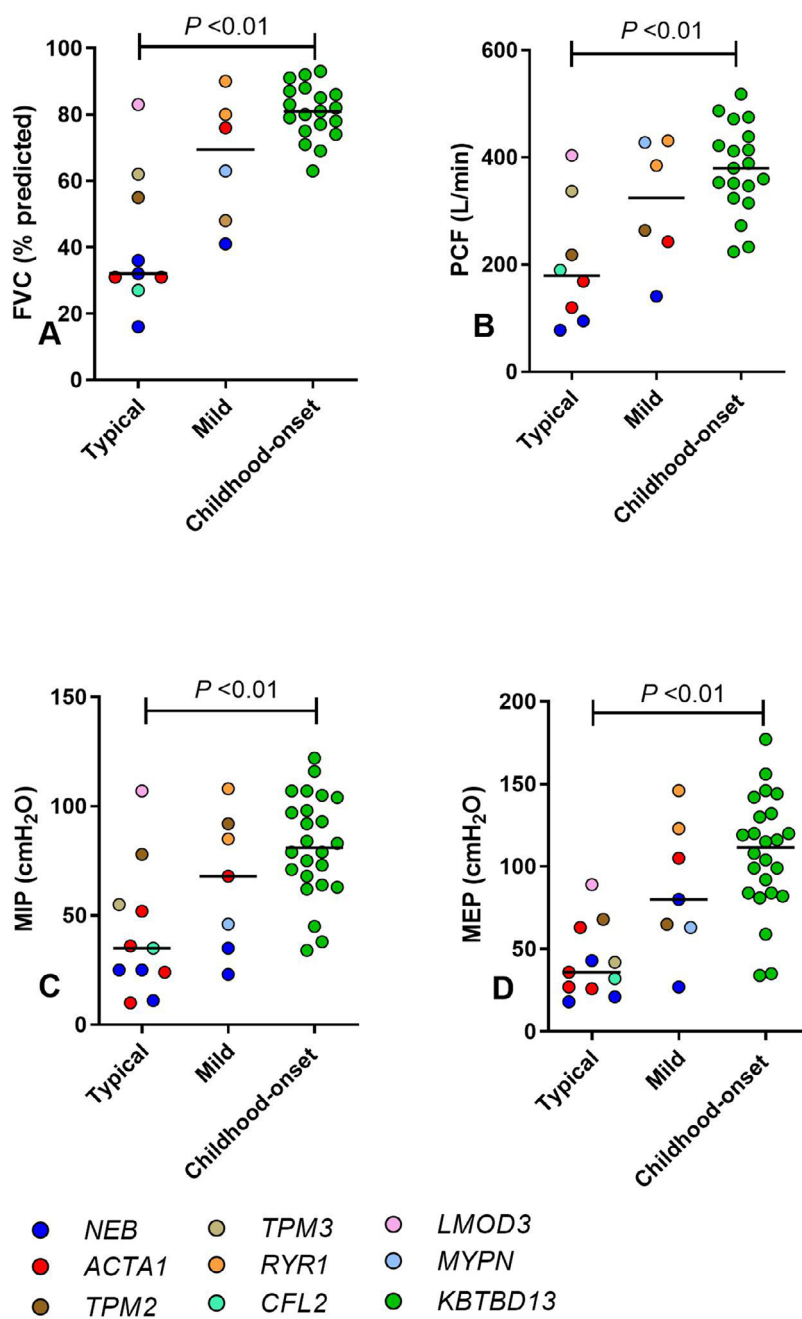 P <0.01
100
80
60
40
20
0
FVC (% predicted)
A
Typical
Mild
Childhood-onset
P <0.01
600
400
200
0
PCF (L/min)
B
Typical
Mild
Childhood-onset
P <0.01
150
100
50
0
MIP (cmH₂O)
C
Typical
Mild
Childhood-onset
P <0.01
200
150
100
50
0
MEP (cmH₂O)
D
Typical
Mild
Childhood-onset
NEB TPM3 LMOD3
ACTA1 RYR1 MYPN
TPM2 CFL2 KBTBD13